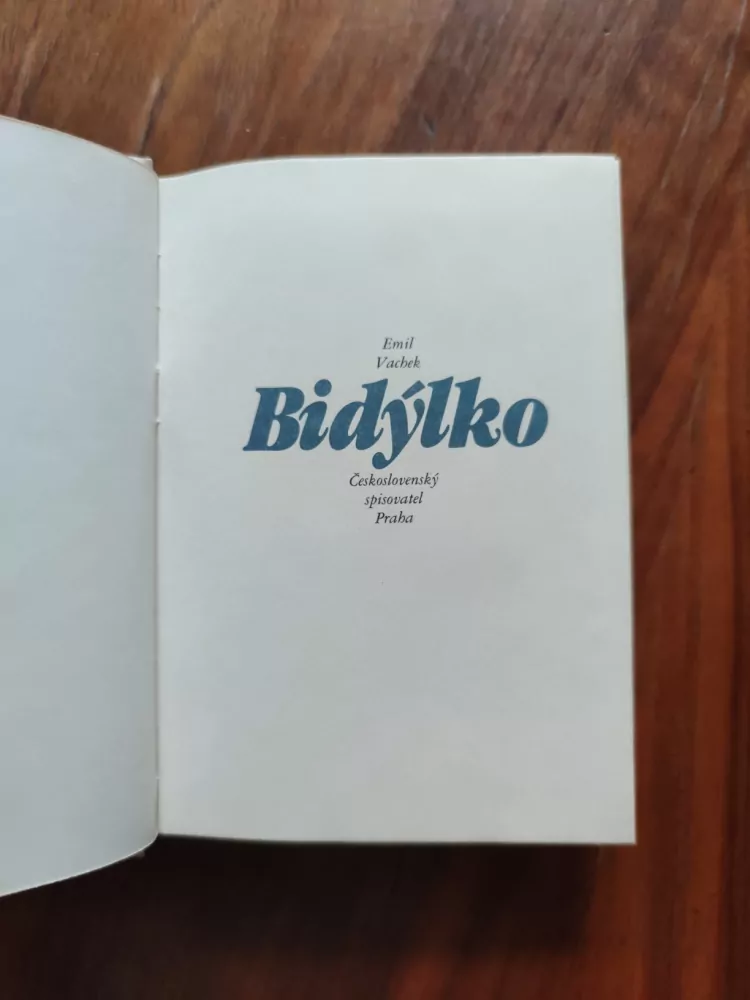 Emil
Vachek
Bidýlko
Československý
spisovatel
Praha